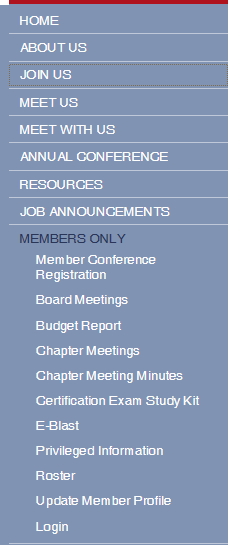 HOME
ABOUT US
JOIN US
MEET US
MEET WITH US
ANNUAL CONFERENCE
RESOURCES
JOB ANNOUNCEMENTS
MEMBERS ONLY
Member Conference
Registration
Board Meetings
Budget Report
Chapter Meetings
Chapter Meeting Minutes
Certification Exam Study Kit
E-Blast
Privileged Information
Roster
Update Member Profile
Login